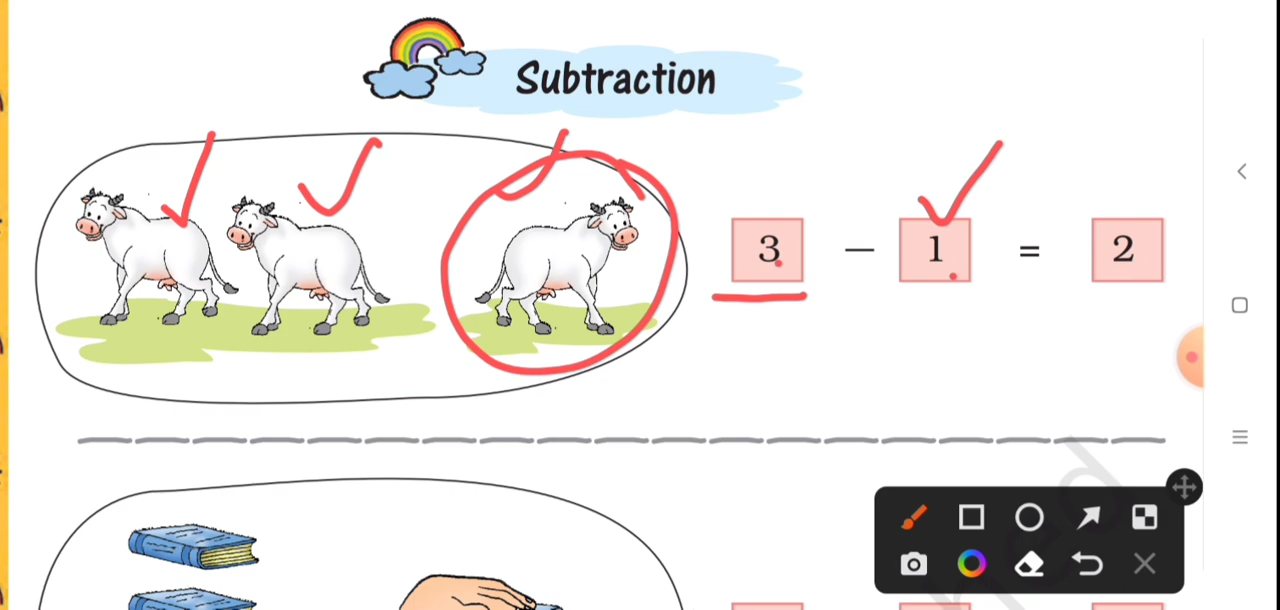 Subtraction
3 − 1 = 2